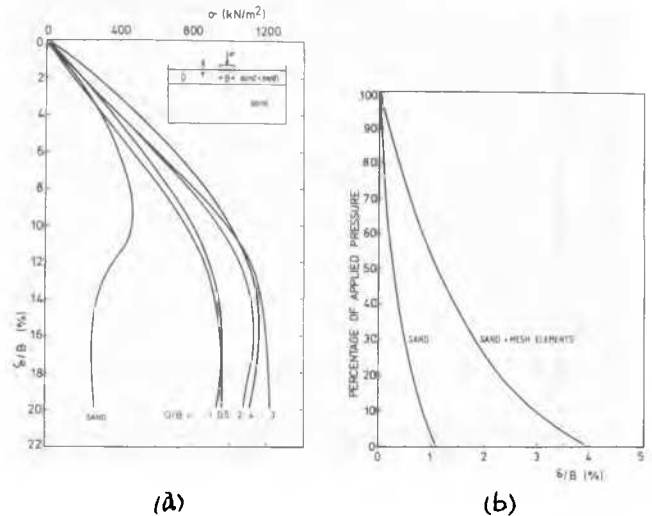 σ (kN/m²)
0 400 800 1200
0
2
4
6
8
10
12
14
16
18
20
22
δ/B (%)
D
B
SAND
SAND
D/B = 1 0.5 2 4 3
(a)
100
90
80
70
60
50
40
30
20
10
0
PERCENTAGE OF APPLIED PRESSURE
SAND
SAND + MESH ELEMENTS
0 1 2 3 4 5
δ/B (%)
(b)